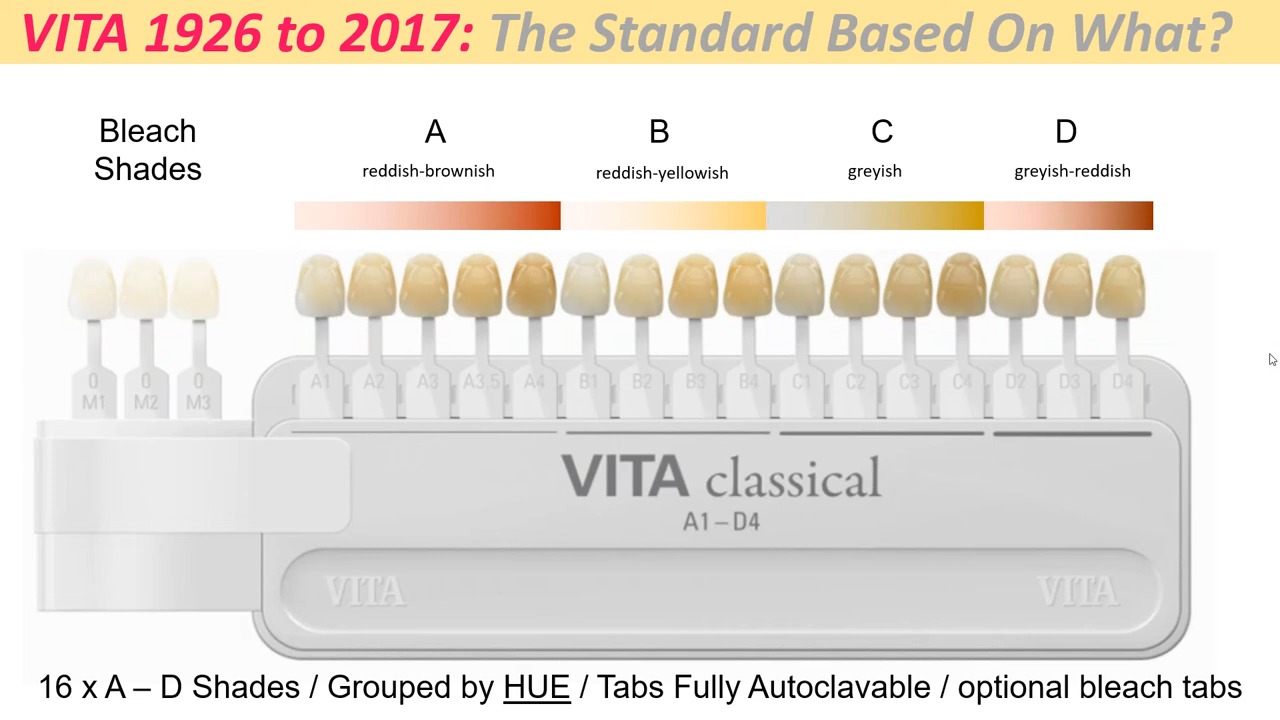 VITA 1926 to 2017: The Standard Based On What?
Bleach
Shades
A
B
C
D
reddish-brownish
reddish-yellowish
greyish
greyish-reddish
0 0 0
M1 M2 M3
A1 A2 A3 A3.5 A4 B1 B2 B3 B4 C1 C2 C3 C4 D2 D3 D4
VITA classical
A1–D4
VITA
VITA
16 x A – D Shades / Grouped by HUE / Tabs Fully Autoclavable / optional bleach tabs